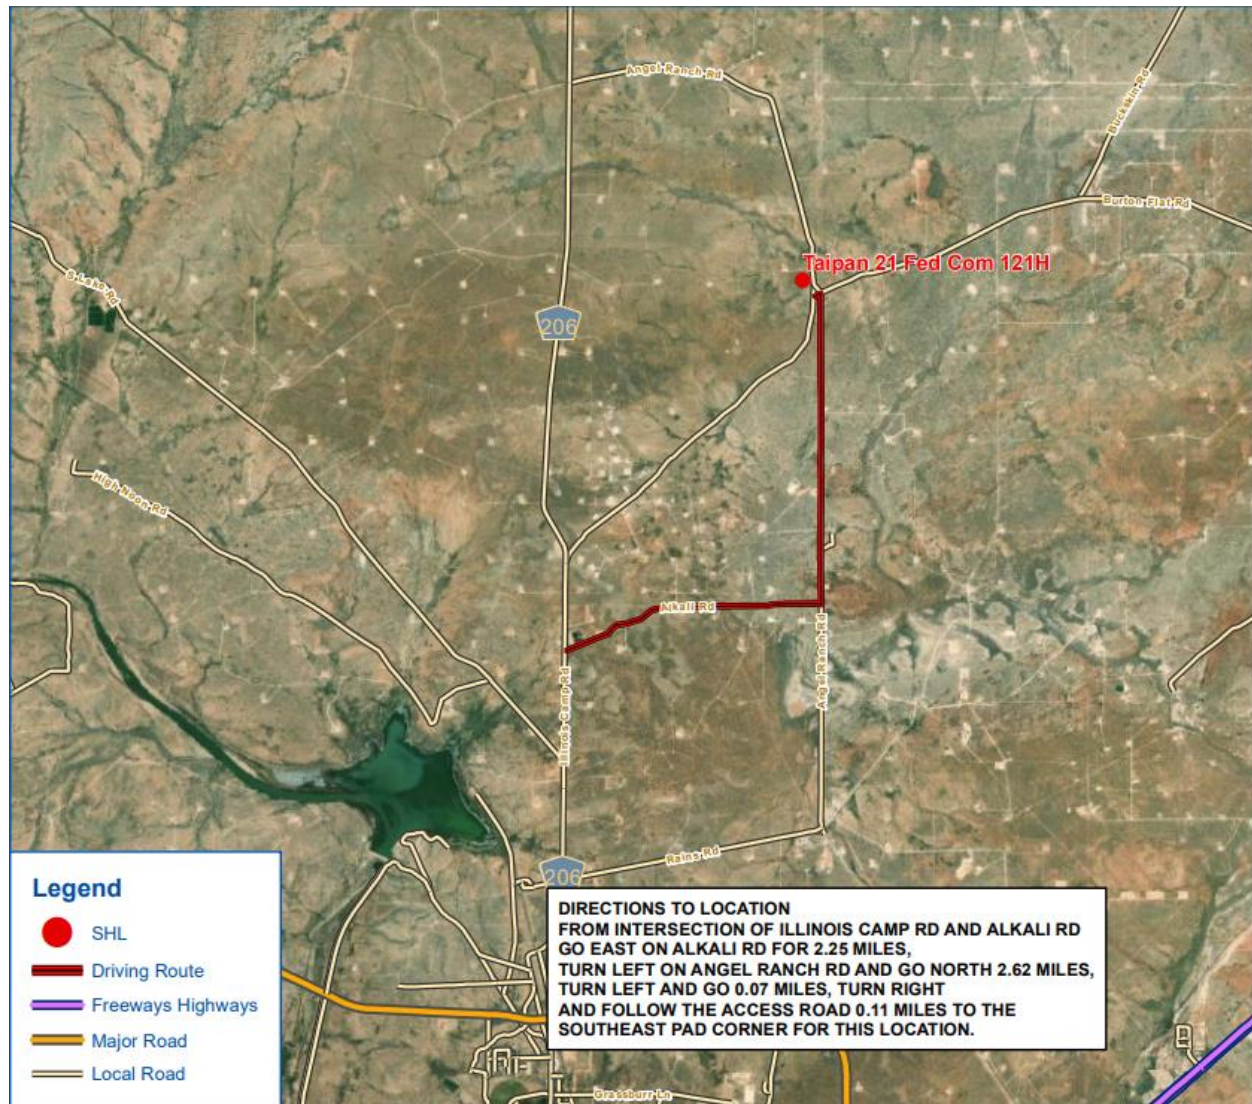 Angel Ranch Rd
Buckskin Rd
Burton Flat Rd
Taipan 21 Fed Com 121H
S Lake Rd
206
High Noon Rd
Alkali Rd
Angel Ranch Rd
Illinois Camp Rd
Rains Rd
206
Legend
SHL
Driving Route
Freeways Highways
Major Road
Local Road
DIRECTIONS TO LOCATION
FROM INTERSECTION OF ILLINOIS CAMP RD AND ALKALI RD
GO EAST ON ALKALI RD FOR 2.25 MILES,
TURN LEFT ON ANGEL RANCH RD AND GO NORTH 2.62 MILES,
TURN LEFT AND GO 0.07 MILES, TURN RIGHT
AND FOLLOW THE ACCESS ROAD 0.11 MILES TO THE
SOUTHEAST PAD CORNER FOR THIS LOCATION.
Grassburr Ln